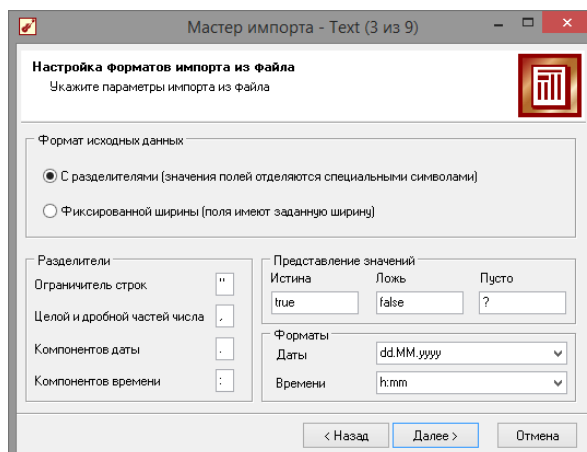 Мастер импорта - Text (3 из 9)
Настройка форматов импорта из файла
Укажите параметры импорта из файла
Формат исходных данных
С разделителями (значения полей отделяются специальными символами)
Фиксированной ширины (поля имеют заданную ширину)
Разделители
Ограничитель строк "
Целой и дробной частей числа ,
Компонентов даты .
Компонентов времени :
Представление значений
Истина Ложь Пусто
true false ?
Форматы
Даты dd.MM.yyyy
Времени h:mm
< Назад Далее > Отмена